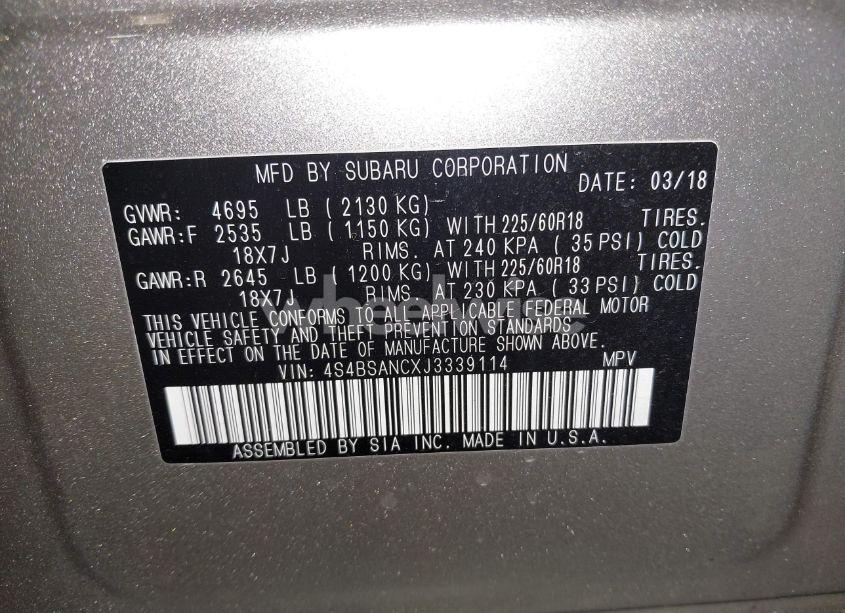 MFD BY SUBARU CORPORATION DATE: 03/18
GVWR: 4695 LB ( 2130 KG)
GAWR:F 2535 LB ( 1150 KG) WITH 225/60R18 TIRES.
18X7J RIMS. AT 240 KPA ( 35 PSI) COLD
GAWR:R 2645 LB ( 1200 KG) WITH 225/60R18 TIRES.
18X7J RIMS. AT 230 KPA ( 33 PSI) COLD
THIS VEHICLE CONFORMS TO ALL APPLICABLE FEDERAL MOTOR
VEHICLE SAFETY AND THEFT PREVENTION STANDARDS
IN EFFECT ON THE DATE OF MANUFACTURE SHOWN ABOVE.
VIN: 4S4BSANCXJ3339114 MPV
ASSEMBLED BY SIA INC. MADE IN U.S.A.
wheelwise